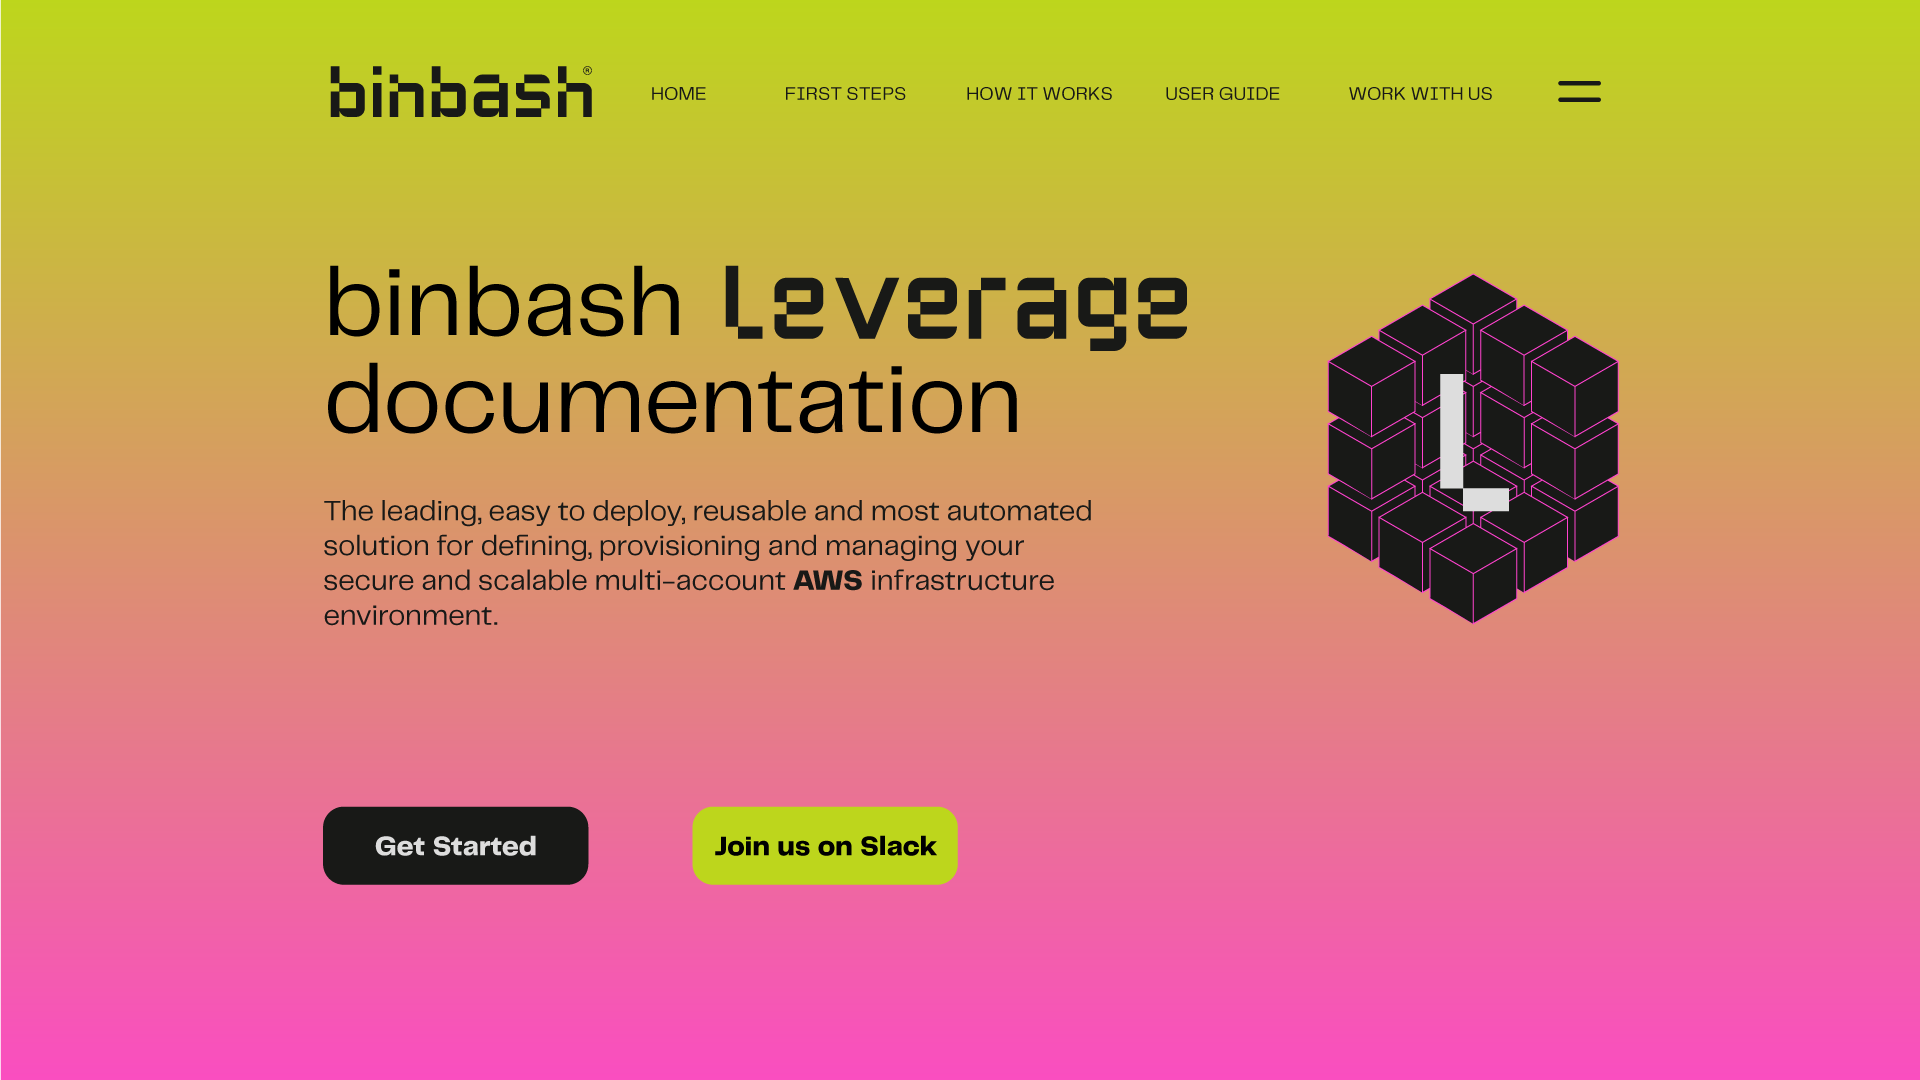 binbash®
HOME
FIRST STEPS
HOW IT WORKS
USER GUIDE
WORK WITH US
binbash Leverage
documentation
The leading, easy to deploy, reusable and most automated
solution for defining, provisioning and managing your
secure and scalable multi-account AWS infrastructure
environment.
L
Get Started
Join us on Slack